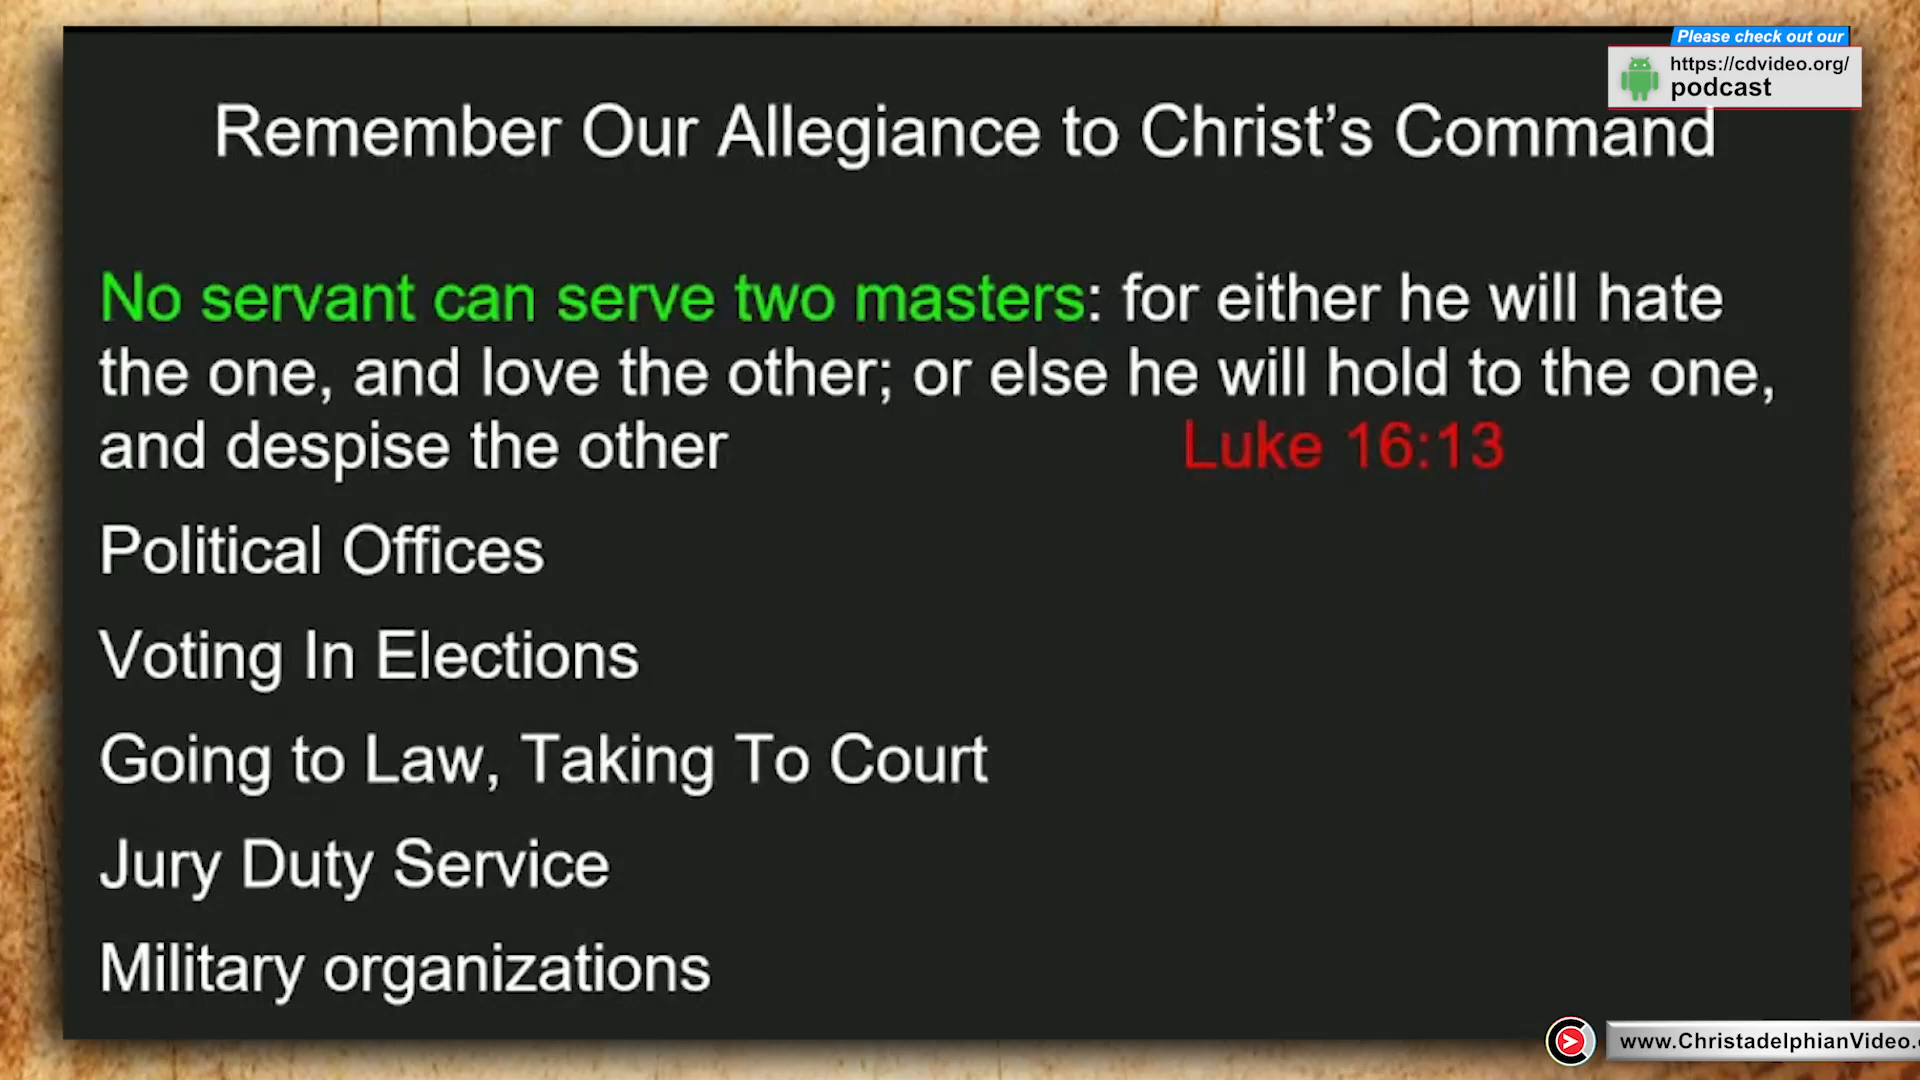 Please check out our
https://cdvideo.org/
podcast
Remember Our Allegiance to Christ's Command
No servant can serve two masters: for either he will hate
the one, and love the other; or else he will hold to the one,
and despise the other Luke 16:13
Political Offices
Voting In Elections
Going to Law, Taking To Court
Jury Duty Service
Military organizations
www.ChristadelphianVideo.